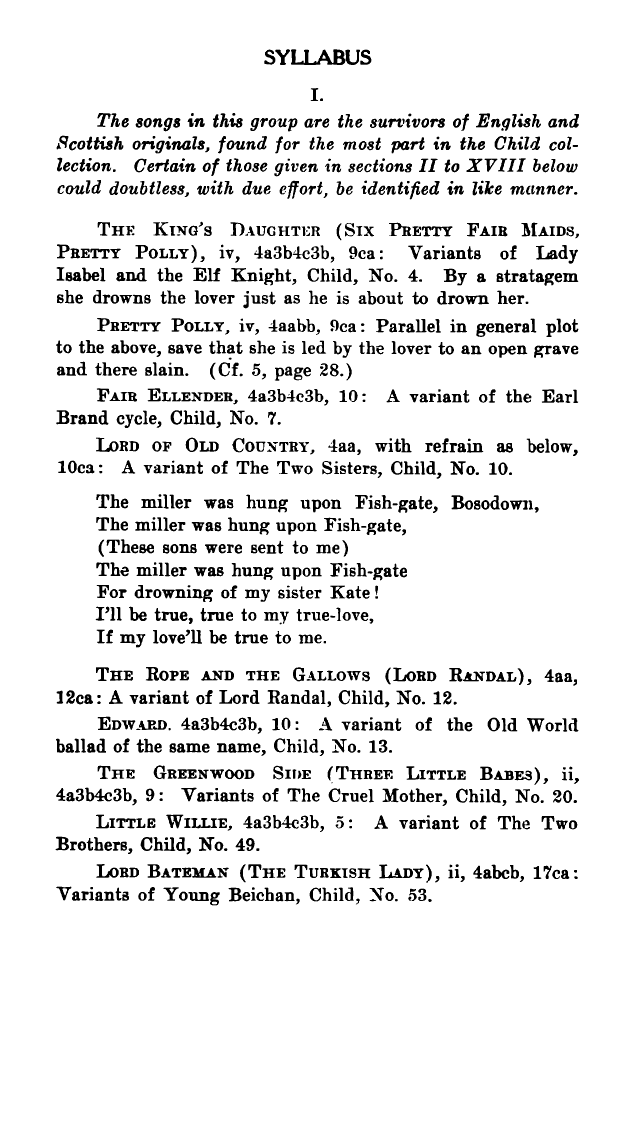 SYLLABUS
I.
The songs in this group are the survivors of English and
Scottish originals, found for the most part in the Child col-
lection. Certain of those given in sections II to XVIII below
could doubtless, with due effort, be identified in like manner.
THE KING'S DAUGHTER (SIX PRETTY FAIR MAIDS,
PRETTY POLLY), iv, 4a3b4c3b, 9ca: Variants of Lady
Isabel and the Elf Knight, Child, No. 4. By a stratagem
she drowns the lover just as he is about to drown her.
PRETTY POLLY, iv, 4aabb, 9ca: Parallel in general plot
to the above, save that she is led by the lover to an open grave
and there slain. (Cf. 5, page 28.)
FAIR ELLENDER, 4a3b4c3b, 10: A variant of the Earl
Brand cycle, Child, No. 7.
LORD OF OLD COUNTRY, 4aa, with refrain as below,
10ca: A variant of The Two Sisters, Child, No. 10.
The miller was hung upon Fish-gate, Bosodown,
The miller was hung upon Fish-gate,
(These sons were sent to me)
The miller was hung upon Fish-gate
For drowning of my sister Kate!
I'll be true, true to my true-love,
If my love'll be true to me.
THE ROPE AND THE GALLOWS (LORD RANDAL), 4aa,
12ca: A variant of Lord Randal, Child, No. 12.
EDWARD. 4a3b4c3b, 10: A variant of the Old World
ballad of the same name, Child, No. 13.
THE GREENWOOD SIDE (THREE LITTLE BABES), ii,
4a3b4c3b, 9: Variants of The Cruel Mother, Child, No. 20.
LITTLE WILLIE, 4a3b4c3b, 5: A variant of The Two
Brothers, Child, No. 49.
LORD BATEMAN (THE TURKISH LADY), ii, 4abcb, 17ca:
Variants of Young Beichan, Child, No. 53.